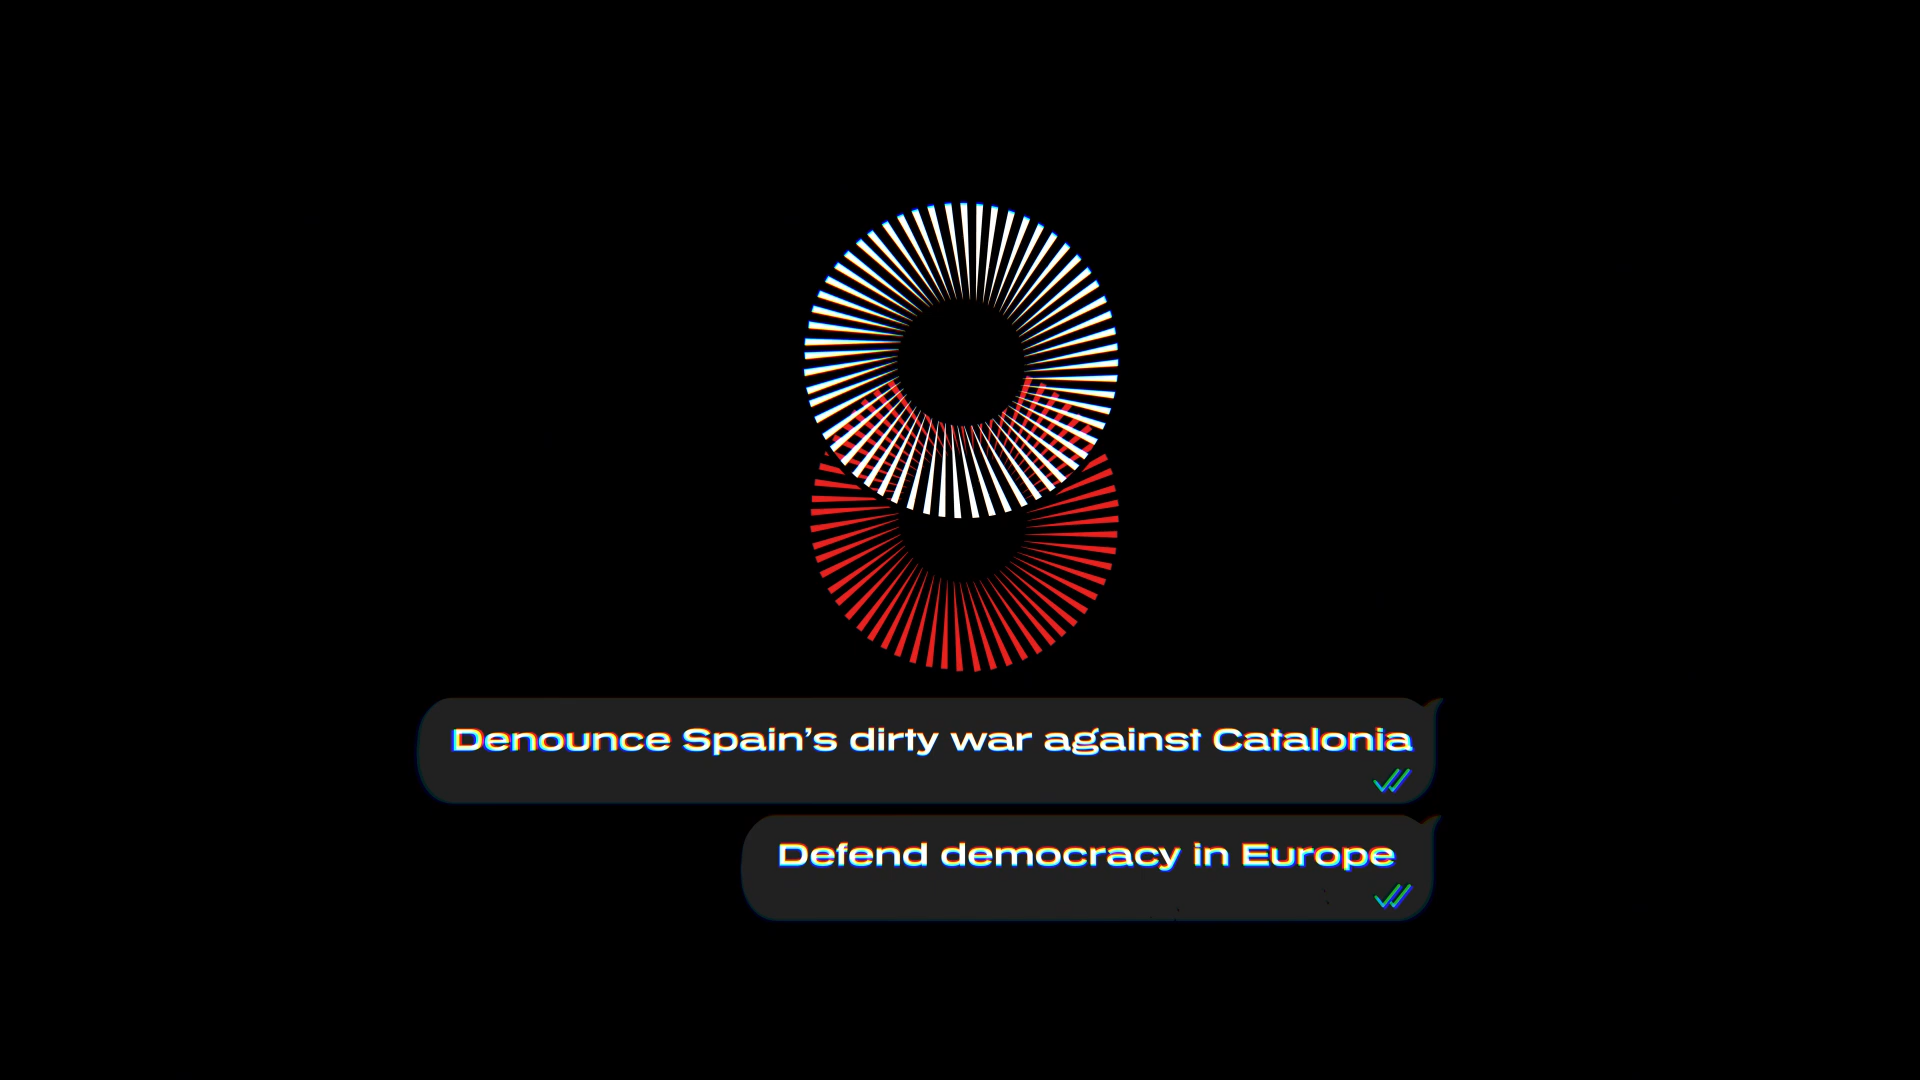 Denounce Spain’s dirty war against Catalonia
Defend democracy in Europe